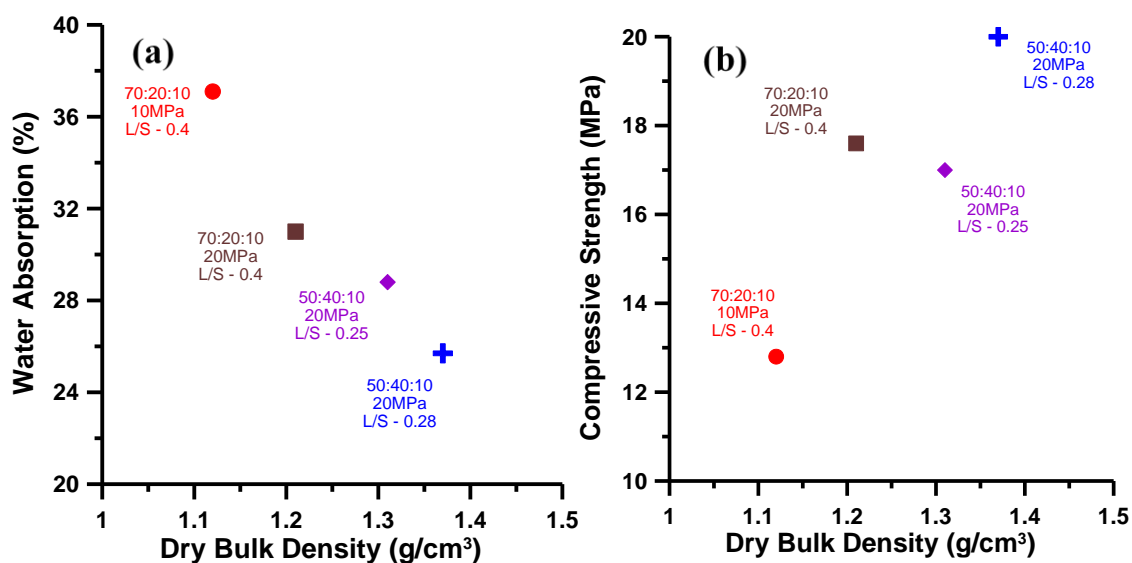 (a)
Water Absorption (%)
40
36
32
28
24
20
70:20:10
10MPa
L/S - 0.4
70:20:10
20MPa
L/S - 0.4
50:40:10
20MPa
L/S - 0.25
50:40:10
20MPa
L/S - 0.28
1 1.1 1.2 1.3 1.4 1.5
Dry Bulk Density (g/cm³)
(b)
Compressive Strength (MPa)
20
18
16
14
12
10
50:40:10
20MPa
L/S - 0.28
70:20:10
20MPa
L/S - 0.4
50:40:10
20MPa
L/S - 0.25
70:20:10
10MPa
L/S - 0.4
1 1.1 1.2 1.3 1.4 1.5
Dry Bulk Density (g/cm³)